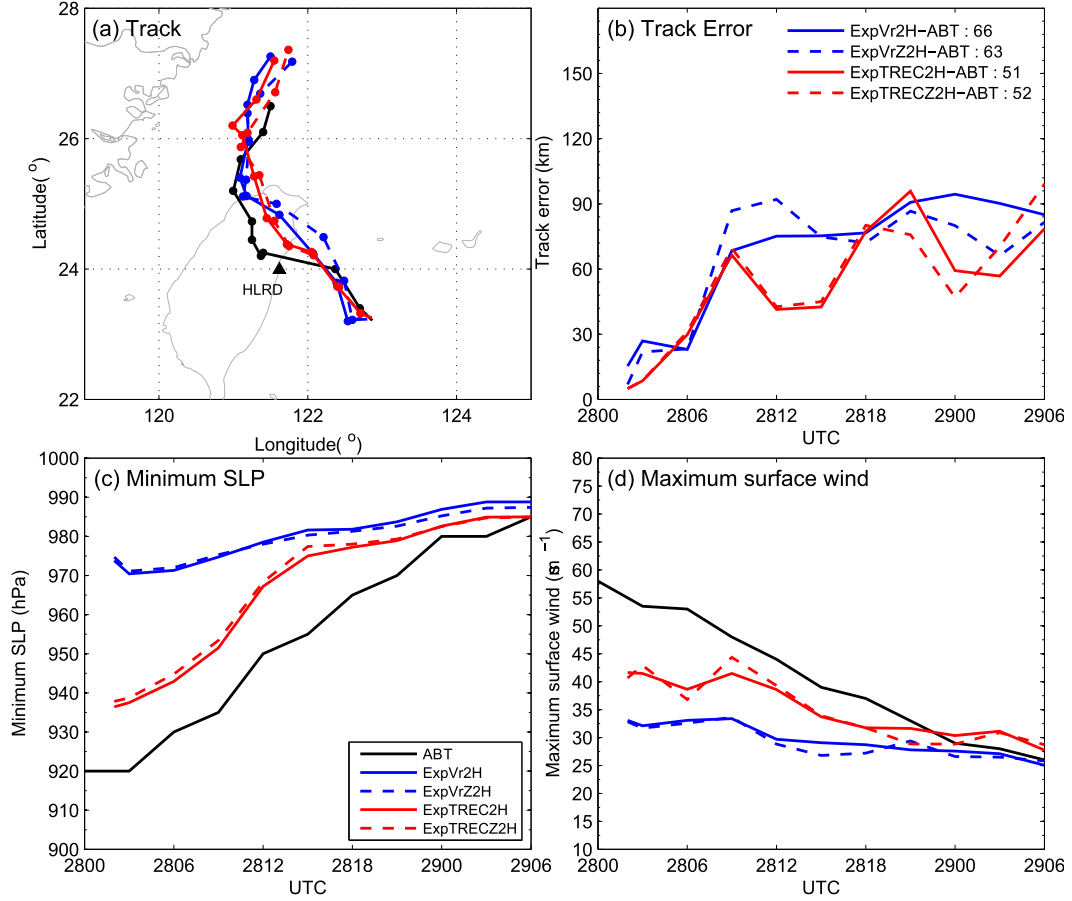 (a) Track
28
26
24
22
Latitude(°)
120
122
124
Longitude(°)
HLRD
(b) Track Error
ExpVr2H−ABT : 66
ExpVrZ2H−ABT : 63
ExpTREC2H−ABT : 51
ExpTRECZ2H−ABT : 52
180
150
120
90
60
30
0
Track error (km)
2800
2806
2812
2818
2900
2906
UTC
(c) Minimum SLP
1000
990
980
970
960
950
940
930
920
910
900
Minimum SLP (hPa)
ABT
ExpVr2H
ExpVrZ2H
ExpTREC2H
ExpTRECZ2H
2800
2806
2812
2818
2900
2906
UTC
(d) Maximum surface wind
80
75
70
65
60
55
50
45
40
35
30
25
20
15
10
Maximum surface wind
2800
2806
2812
2818
2900
2906
UTC